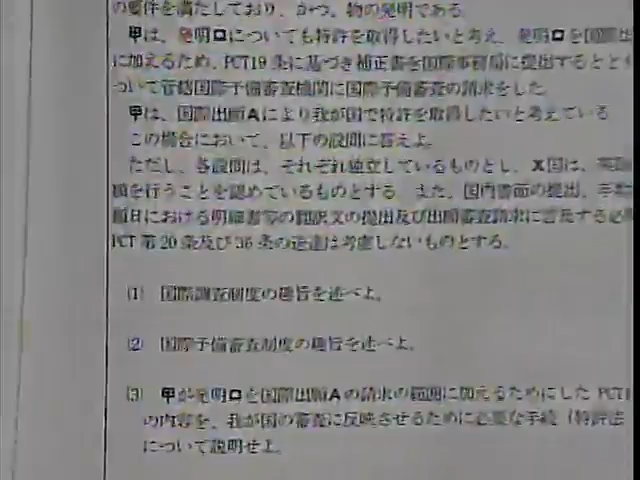 の要件を満たしており、かつ、物の発明である
甲は、発明ロについても特許を取得したいと考え、発明ロを国際出
に加えるため、PCT19条に基づき補正書を国際事務局に提出するとと
ついて管轄国際予備審査機関に国際予備審査の請求をした。
甲は、国際出願Aにより我が国で特許を取得したいと考えている
この場合において、以下の設問に答えよ。
ただし、各設問は、それぞれ独立しているものとし、X国は、
を行うことを認めているものとする。また、国内書面の提出、
願日における明細書等の翻訳文の提出及び出願審査請求に言及する必
PCT第20条及び36条の送達は考慮しないものとする。
(1) 国際調査制度の趣旨を述べよ。
(2) 国際予備審査制度の趣旨を述べよ。
(3) 甲が発明ロを国際出願Aの請求の範囲に加えるためにした PCT1
の内容を、我が国の審査に反映させるために必要な手続(特許法
について説明せよ。